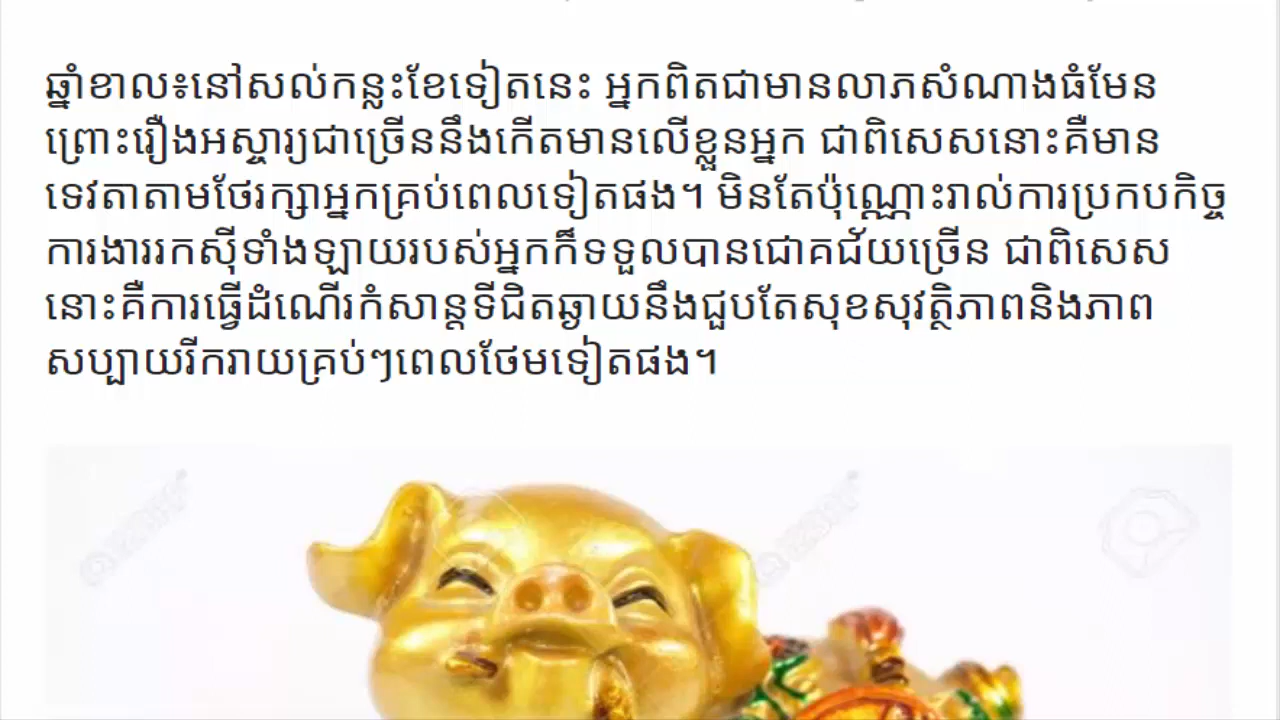 ឆ្នាំខាល៖នៅសល់កន្លះខែទៀតនេះ អ្នកពិតជាមានលាភសំណាងធំមែន
ព្រោះរឿងអស្ចារ្យជាច្រើននឹងកើតមានលើខ្លួនអ្នក ជាពិសេសនោះគឺមាន
ទេវតាតាមថែរក្សាអ្នកគ្រប់ពេលទៀតផង។ មិនតែប៉ុណ្ណោះរាល់ការប្រកបកិច្ច
ការងាររកស៊ីទាំងឡាយរបស់អ្នកក៏ទទួលបានជោគជ័យច្រើន ជាពិសេស
នោះគឺការធ្វើដំណើរកំសាន្តទីជិតឆ្ងាយនឹងជួបតែសុខសុវត្ថិភាពនិងភាព
សប្បាយរីករាយគ្រប់ៗពេលថែមទៀតផង។